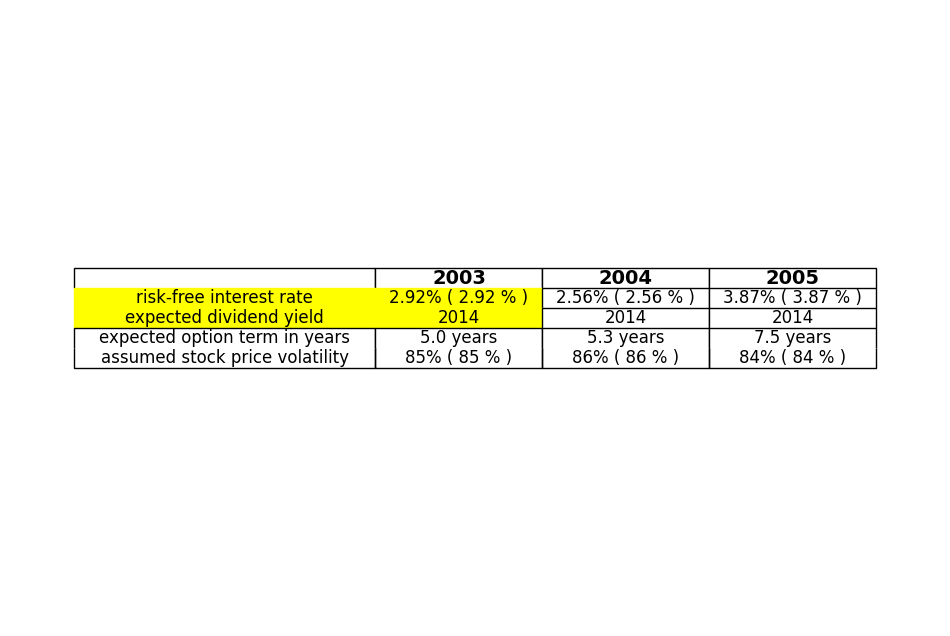 2003 2004 2005
risk-free interest rate 2.92% ( 2.92 % ) 2.56% ( 2.56 % ) 3.87% ( 3.87 % )
expected dividend yield 2014 2014 2014
expected option term in years 5.0 years 5.3 years 7.5 years
assumed stock price volatility 85% ( 85 % ) 86% ( 86 % ) 84% ( 84 % )